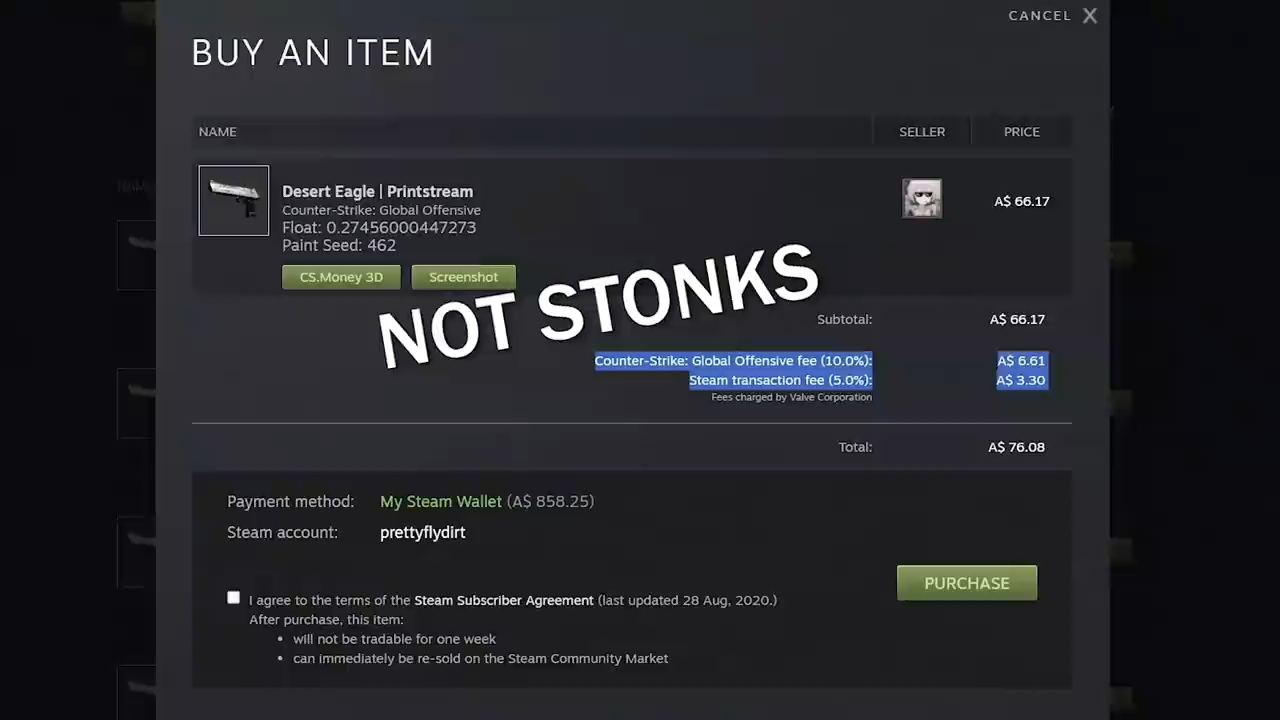 CANCEL X
BUY AN ITEM
NAME SELLER PRICE
Desert Eagle | Printstream
Counter-Strike: Global Offensive
A$ 66.17
Float: 0.27456000447273
Paint Seed: 462
CS.Money 3D Screenshot
NOT STONKS
Subtotal: A$ 66.17
Counter-Strike: Global Offensive fee (10.0%): A$ 6.61
Steam transaction fee (5.0%): A$ 3.30
Fees charged by Valve Corporation
Total: A$ 76.08
Payment method: My Steam Wallet (A$ 858.25)
Steam account: prettyflydirt
PURCHASE
I agree to the terms of the Steam Subscriber Agreement (last updated 28 Aug, 2020.)
After purchase, this item:
• will not be tradable for one week
• can immediately be re-sold on the Steam Community Market